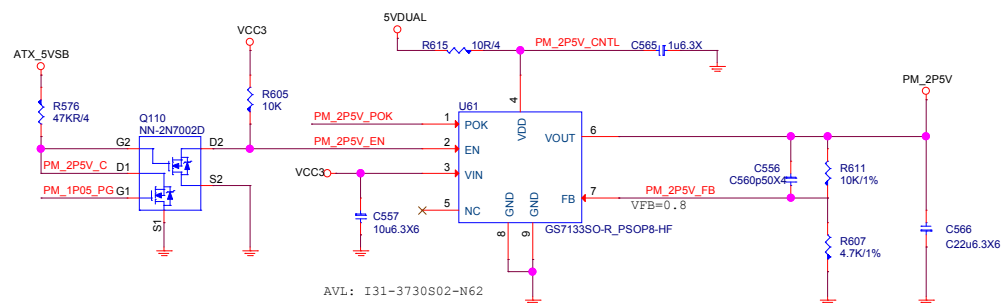 5VDUAL
ATX_5VSB
VCC3
R615
10R/4
PM_2P5V_CNTL
C565
1u6.3X
PM_2P5V
R576
47KR/4
R605
10K
Q110
NN-2N7002D
U61
4
VDD
PM_2P5V_POK
1
POK
VOUT
6
G2
D2
PM_2P5V_EN
2
EN
C556
C560p50X4
R611
10K/1%
PM_2P5V_C
D1
VCC3
3
VIN
S2
PM_1P05_PG
G1
FB
7
PM_2P5V_FB
VFB=0.8
5
NC
GND
GND
C557
10u6.3X6
S1
8
9
GS7133SO-R_PSOP8-HF
C566
C22u6.3X6
R607
4.7K/1%
AVL: I31-3730S02-N62